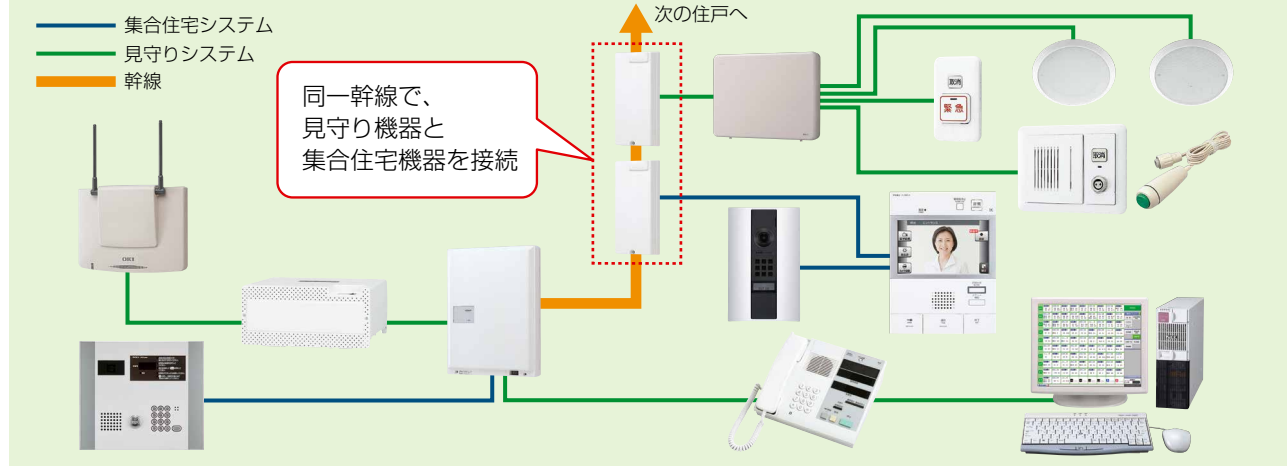 集合住宅システム
見守りシステム
幹線
次の住戸へ
同一幹線で、
見守り機器と
集合住宅機器を接続
取消
緊急
取消
OKI